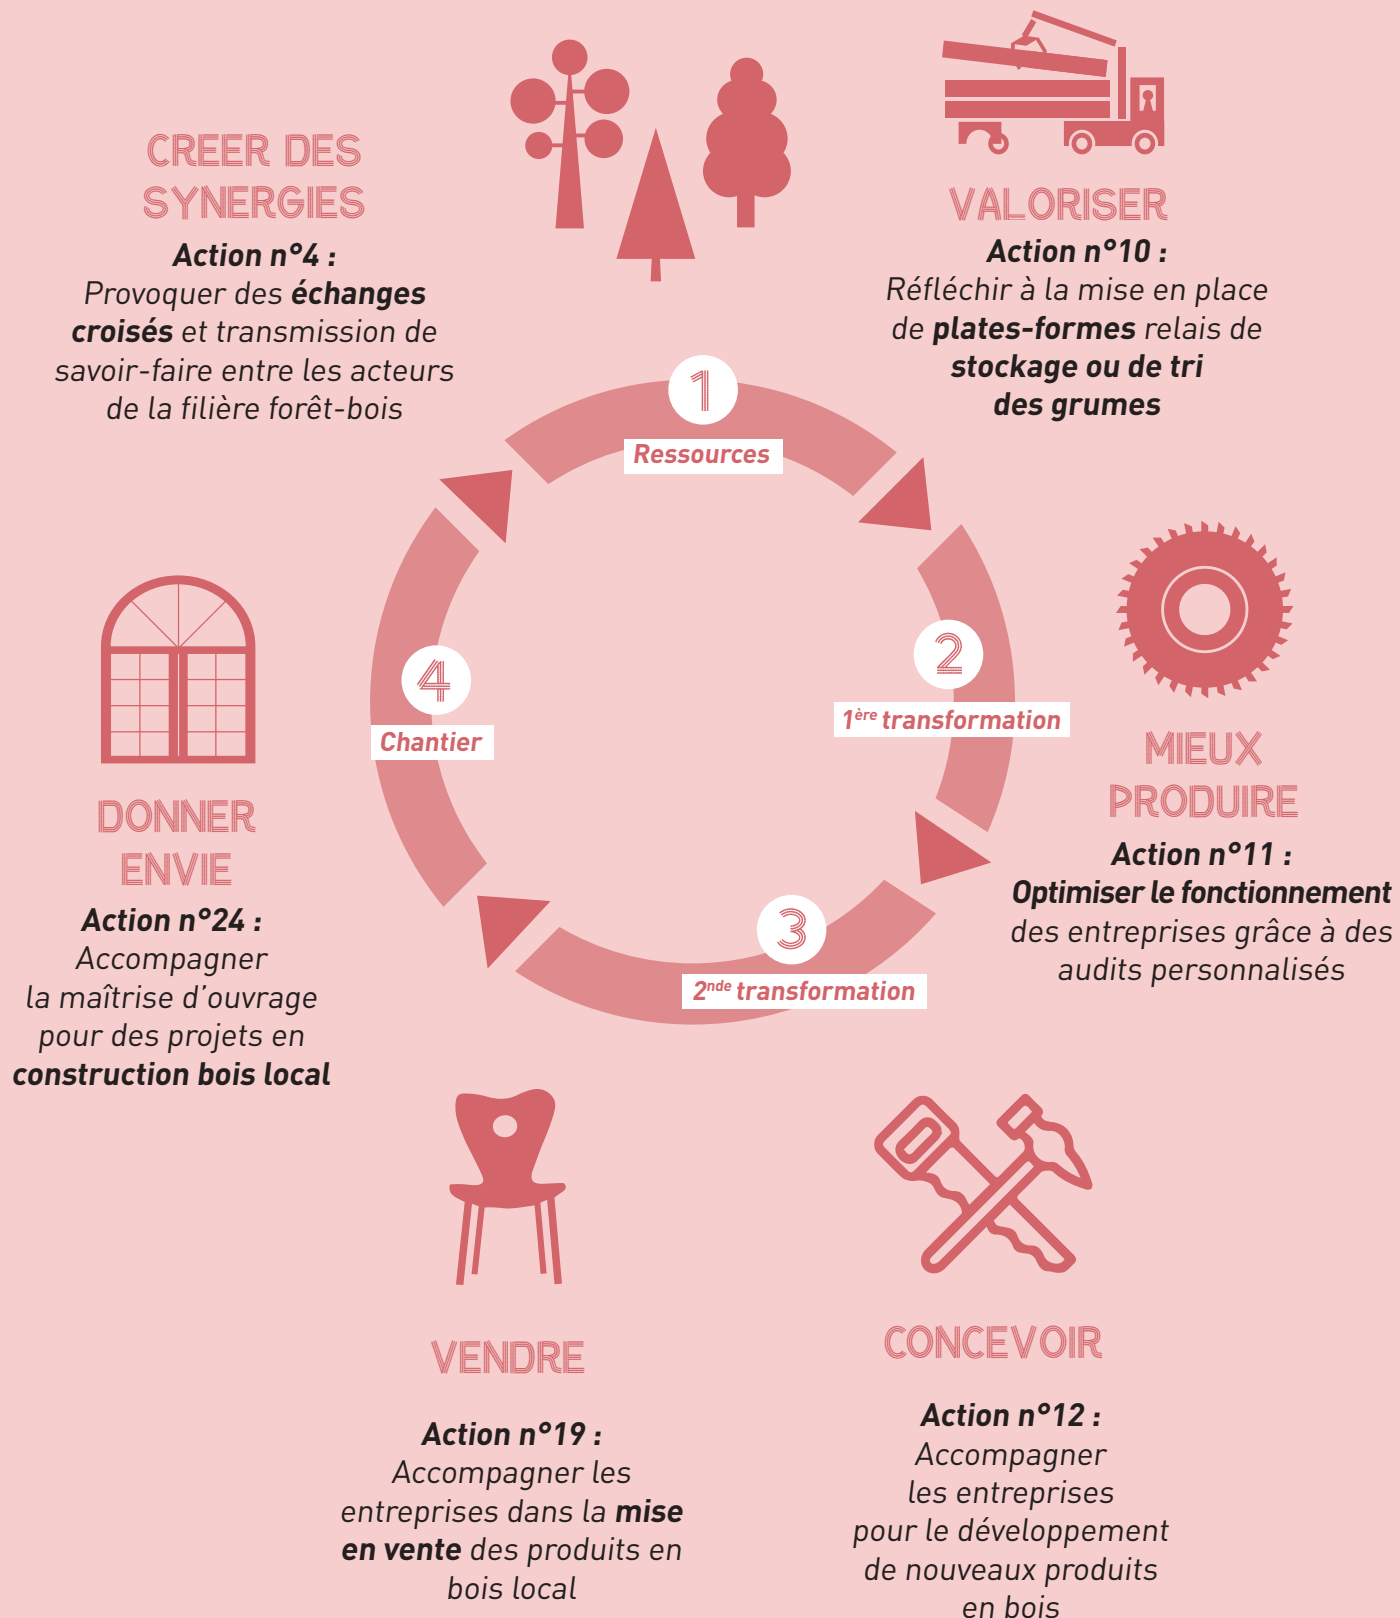 CREER DES
SYNERGIES
Action n°4 :
Provoquer des échanges
croisés et transmission de
savoir-faire entre les acteurs
de la filière forêt-bois
VALORISER
Action n°10 :
Réfléchir à la mise en place
de plates-formes relais de
stockage ou de tri
des grumes
1
Ressources
2
1ère transformation
MIEUX
PRODUIRE
Action n°11 :
Optimiser le fonctionnement
des entreprises grâce à des
audits personnalisés
3
2nde transformation
4
Chantier
DONNER
ENVIE
Action n°24 :
Accompagner
la maîtrise d’ouvrage
pour des projets en
construction bois local
VENDRE
Action n°19 :
Accompagner les
entreprises dans la mise
en vente des produits en
bois local
CONCEVOIR
Action n°12 :
Accompagner
les entreprises
pour le développement
de nouveaux produits
en bois